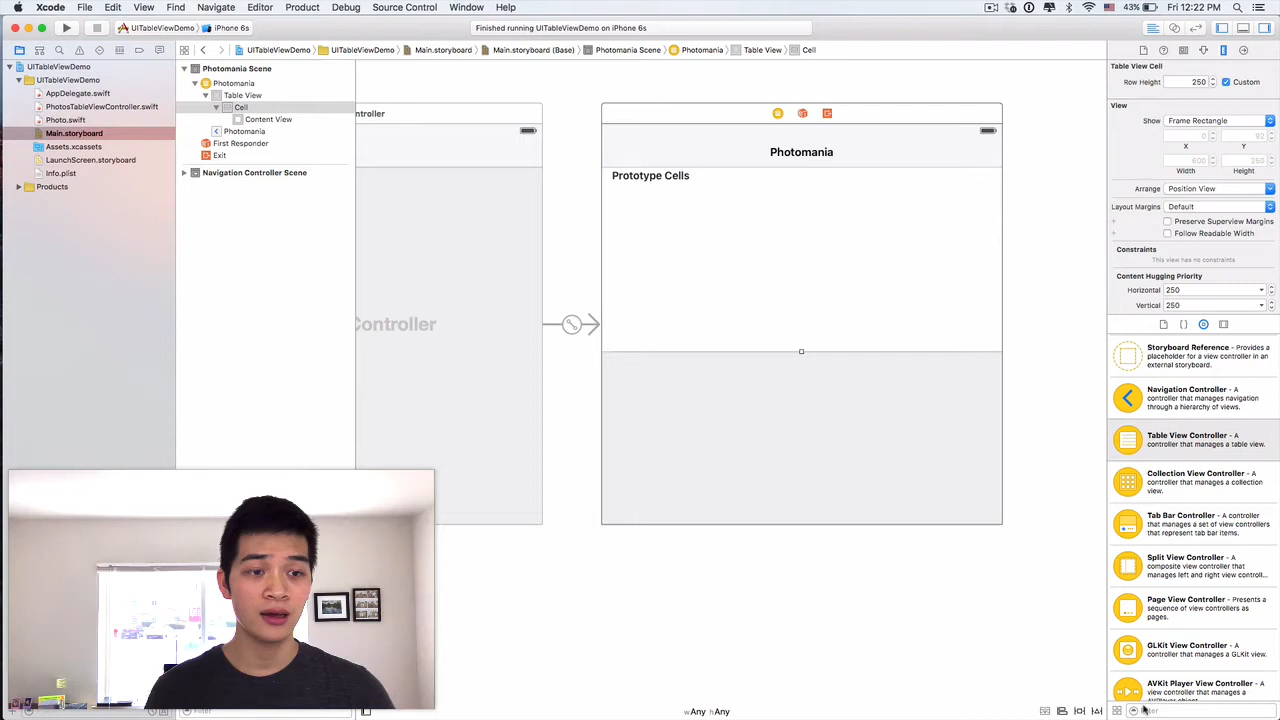 Xcode File Edit View Find Navigate Editor Product Debug Source Control Window Help 43% Fri 12:22 PM
UITableViewDemo iPhone 6s Finished running UITableViewDemo on iPhone 6s
UITableViewDemo UITableViewDemo Main.storyboard Main.storyboard (Base) Photomania Scene Photomania Table View Cell
UITableViewDemo
UITableViewDemo
AppDelegate.swift
PhotosTableViewController.swift
Photo.swift
Main.storyboard
Assets.xcassets
LaunchScreen.storyboard
Info.plist
Products
Photomania Scene
Photomania
Table View
Cell
Content View
Photomania
First Responder
Exit
Navigation Controller Scene
ntroller
Controller
Photomania
Prototype Cells
wAny hAny
Table View Cell
Row Height 250 Custom
View
Show Frame Rectangle
0 92
X Y
600 250
Width Height
Arrange Position View
Layout Margins Default
Preserve Superview Margins
Follow Readable Width
Constraints
This view has no constraints
Content Hugging Priority
Horizontal 250
Vertical 250
Storyboard Reference - Provides a
placeholder for a view controller in an
external storyboard.
Navigation Controller - A
controller that manages navigation
through a hierarchy of views.
Table View Controller - A
controller that manages a table view.
Collection View Controller - A
controller that manages a collection
view.
Tab Bar Controller - A controller
that manages a set of view controllers
that represent tab bar items.
Split View Controller - A
composite view controller that
manages left and right view controll...
Page View Controller - Presents a
sequence of view controllers as
pages.
GLKit View Controller - A
controller that manages a GLKit view.
AVKit Player View Controller - A
view controller that manages a